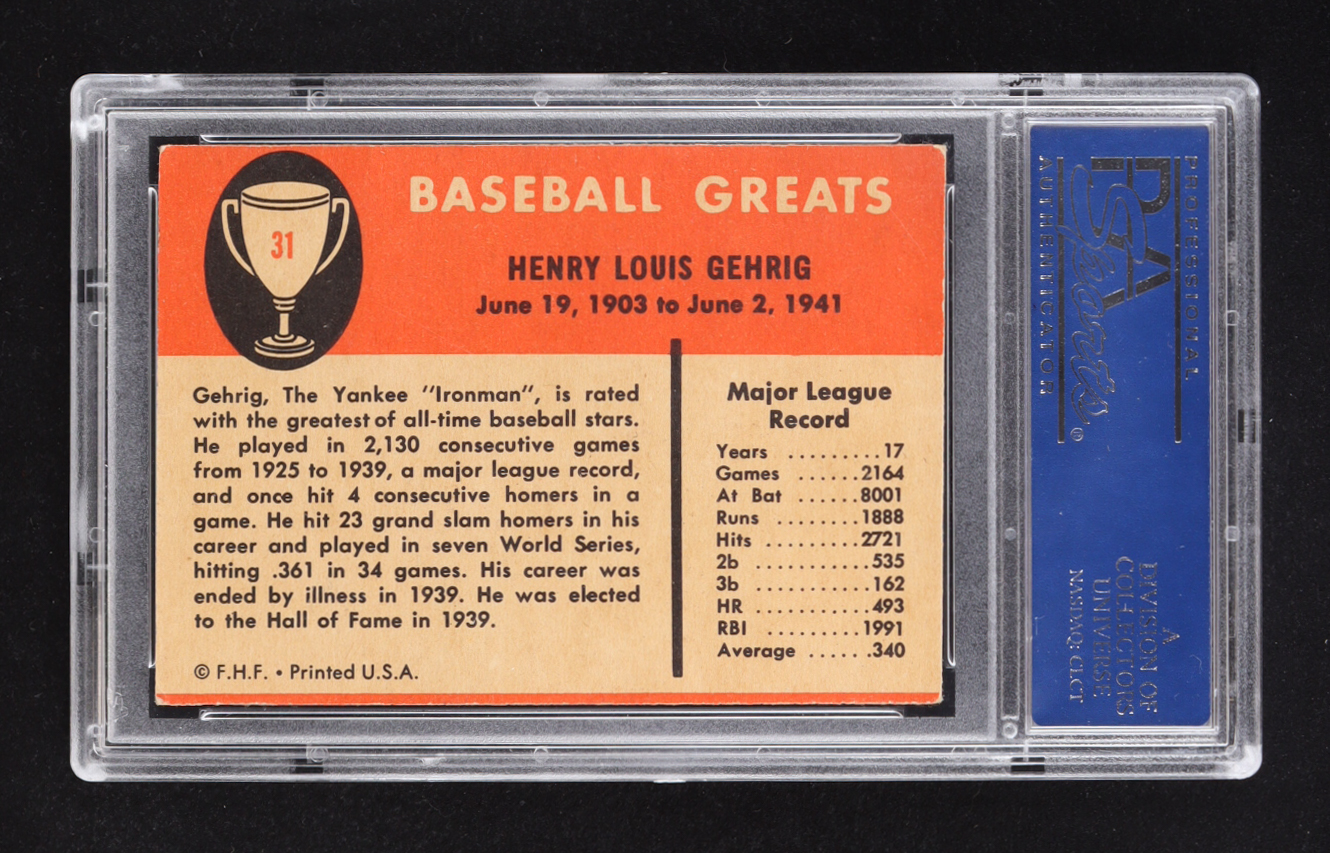 31
BASEBALL GREATS
HENRY LOUIS GEHRIG
June 19, 1903 to June 2, 1941
Gehrig, The Yankee "Ironman", is rated
with the greatest of all-time baseball stars.
He played in 2,130 consecutive games
from 1925 to 1939, a major league record,
and once hit 4 consecutive homers in a
game. He hit 23 grand slam homers in his
career and played in seven World Series,
hitting .361 in 34 games. His career was
ended by illness in 1939. He was elected
to the Hall of Fame in 1939.
© F.H.F. • Printed U.S.A.
Major League
Record
Years .........17
Games ......2164
At Bat ......8001
Runs ........1888
Hits .........2721
2b ...........535
3b ...........162
HR ...........493
RBI .........1991
Average ......340
PROFESSIONAL
PSA
Sports
AUTHENTICATOR
®
A
DIVISION OF
COLLECTORS
UNIVERSE
NASDAQ: CLCT